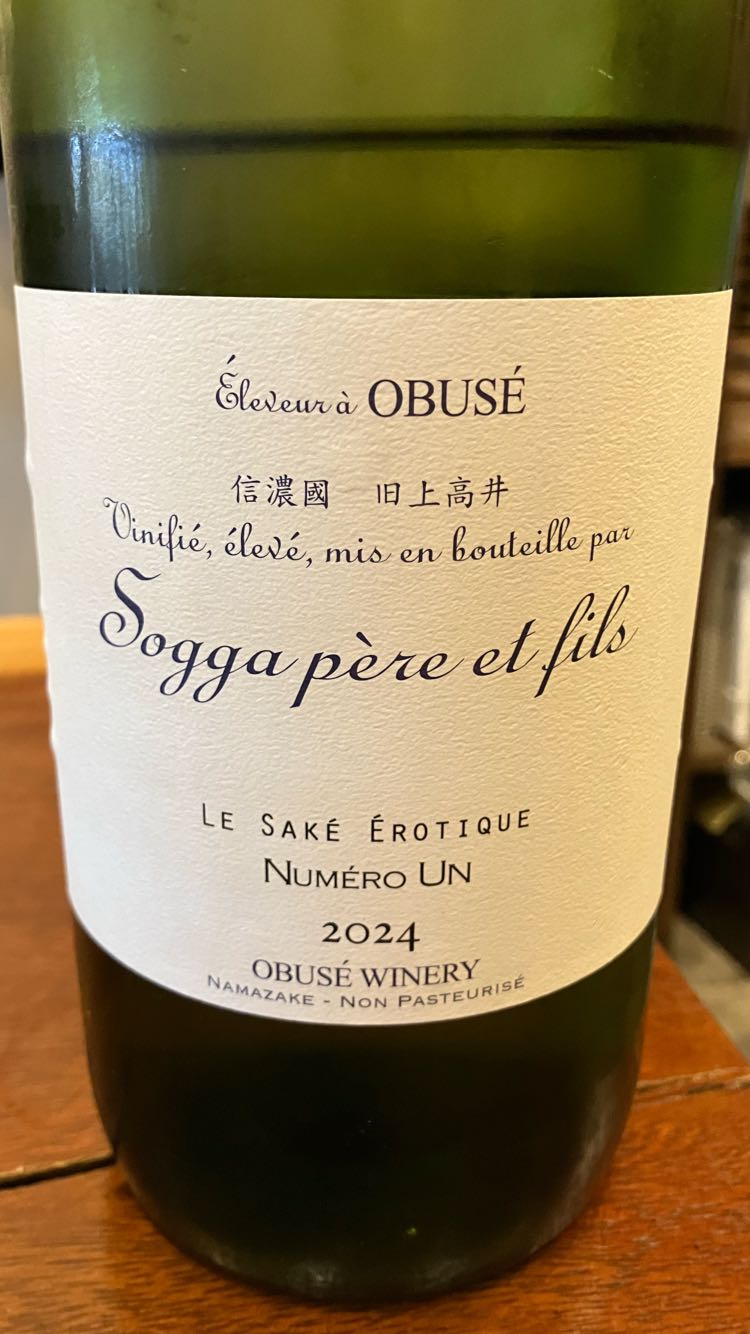 Éleveur à OBUSÉ
信濃國 旧上高井
Vinifié, élevé, mis en bouteille par
Sogga père et fils
LE SAKÉ ÉROTIQUE
NUMÉRO UN
2024
OBUSÉ WINERY
NAMAZAKE - NON PASTEURISÉ